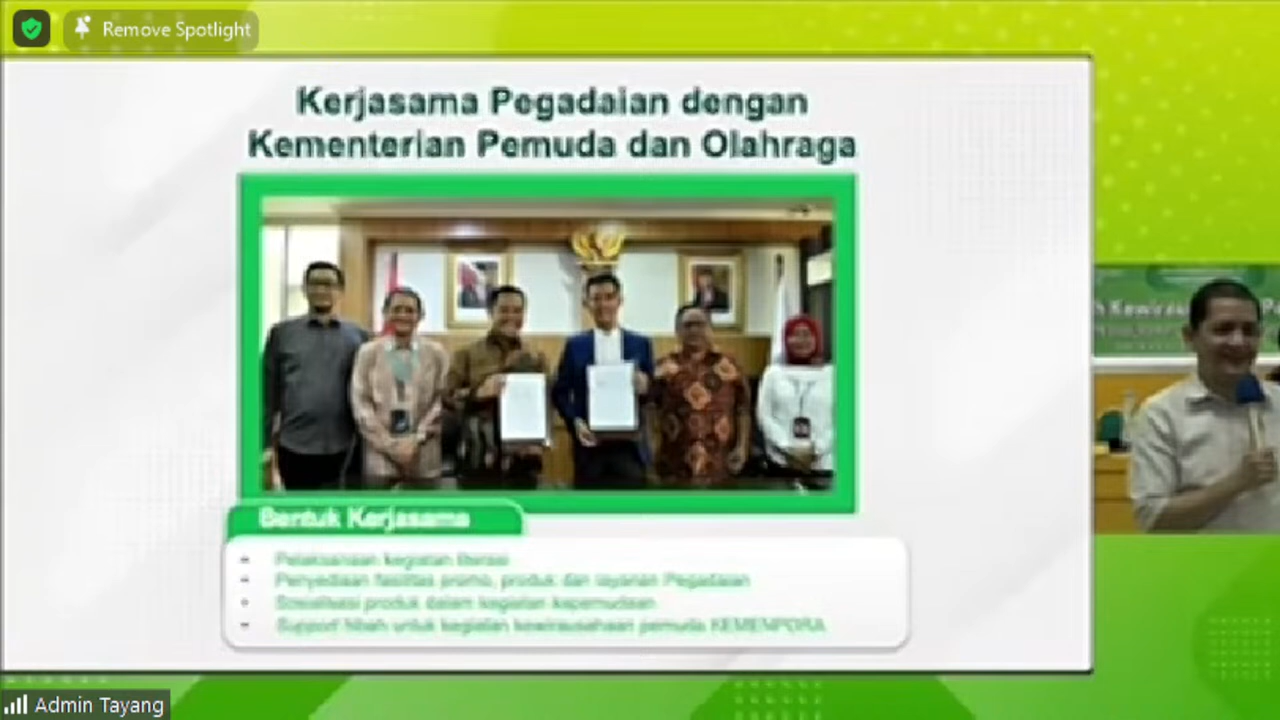 Remove Spotlight
Kerjasama Pegadaian dengan
Kementerian Pemuda dan Olahraga
Bentuk Kerjasama
• Pelaksanaan kegiatan literasi
• Penyediaan fasilitas promo, produk dan layanan Pegadaian
• Sosialisasi produk dalam kegiatan kepemudaan
• Support hibah untuk kegiatan kewirausahaan pemuda KEMENPORA
Admin Tayang